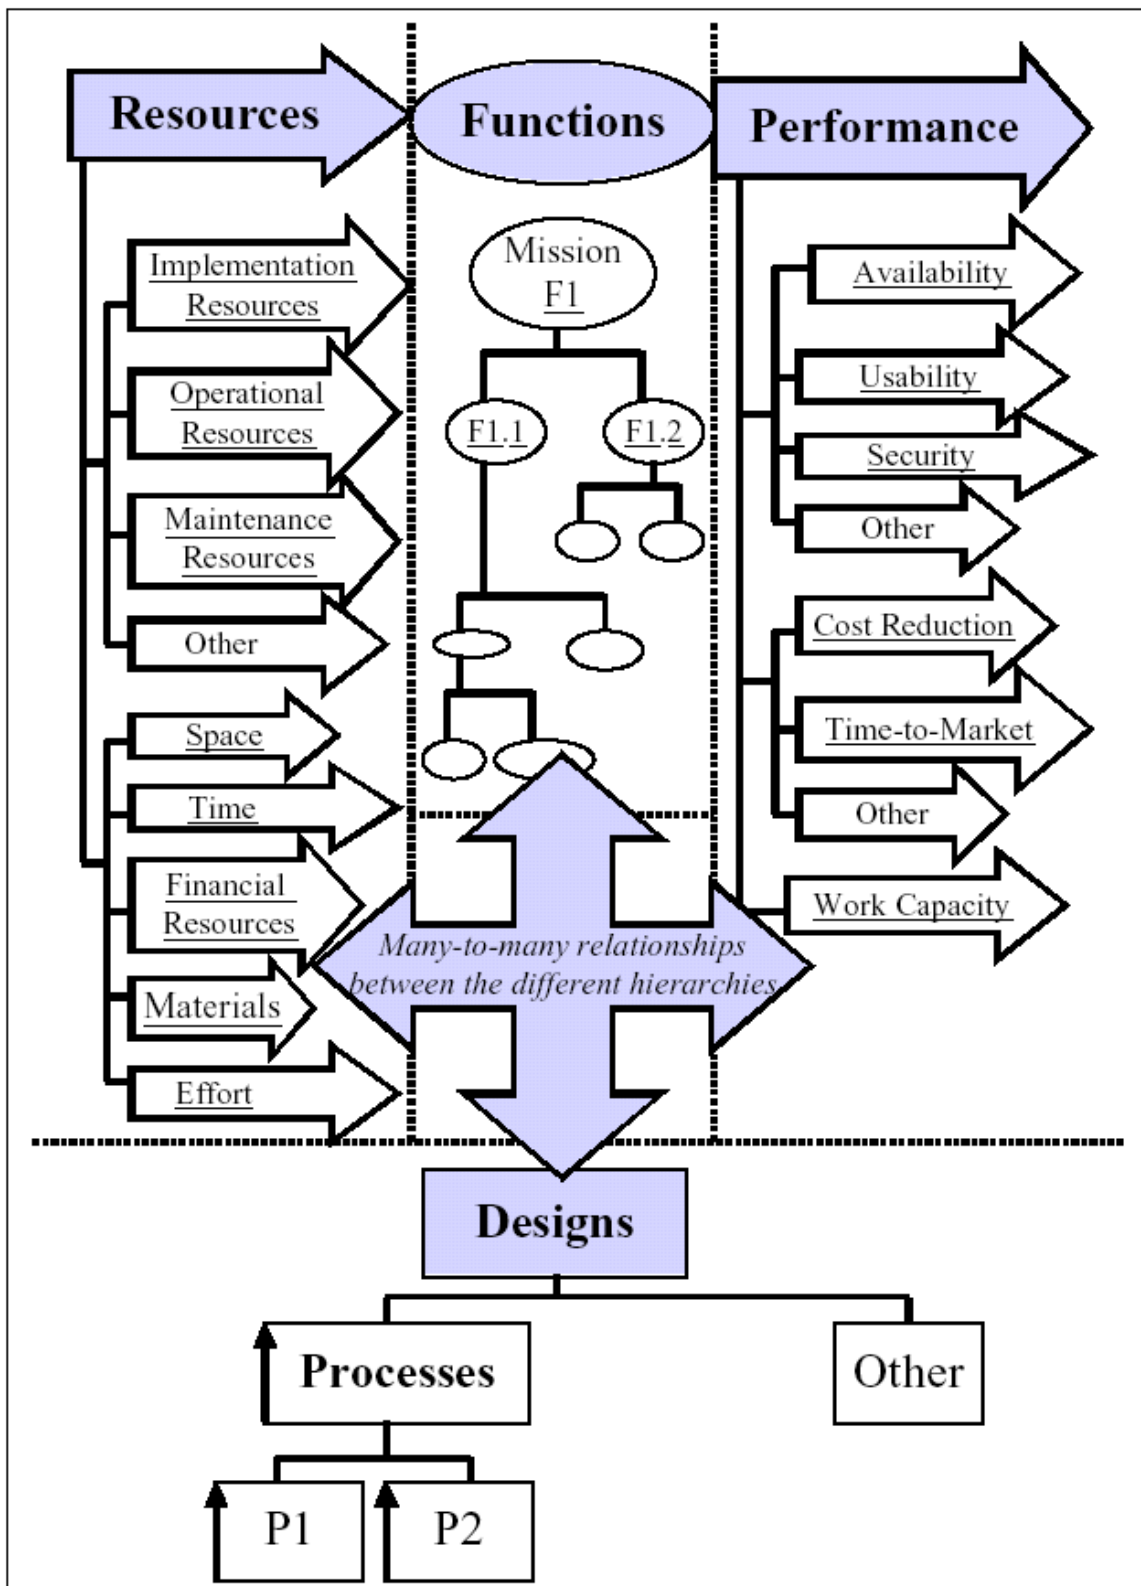 Resources
Functions
Performance
Implementation
Resources
Operational
Resources
Maintenance
Resources
Other
Space
Time
Financial
Resources
Materials
Effort
Mission
F1
F1.1
F1.2
Availability
Usability
Security
Other
Cost Reduction
Time-to-Market
Other
Work Capacity
Many-to-many relationships
between the different hierarchies
Designs
Processes
Other
P1
P2